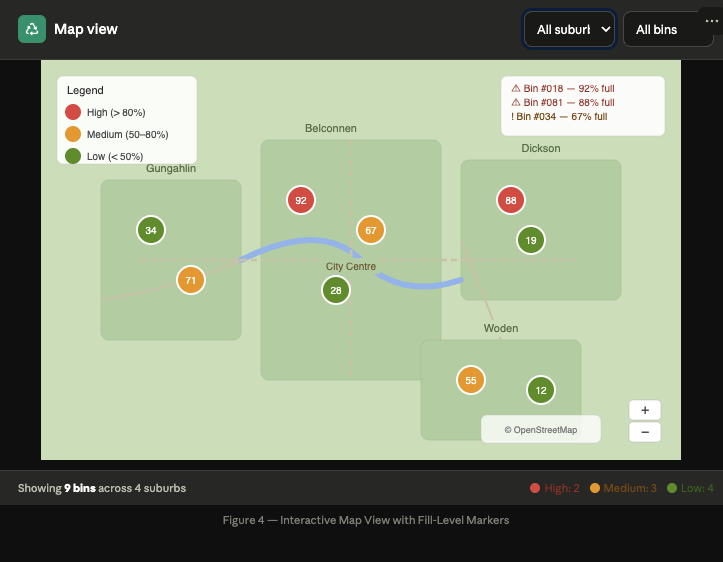 Map view
All suburb
All bins
...
Legend
High (> 80%)
Medium (50–80%)
Low (< 50%)
⚠ Bin #018 — 92% full
⚠ Bin #081 — 88% full
! Bin #034 — 67% full
Belconnen
Dickson
Gungahlin
92
88
34
67
19
City Centre
71
28
Woden
55
12
© OpenStreetMap
+
−
Showing 9 bins across 4 suburbs
High: 2
Medium: 3
Low: 4
Figure 4 — Interactive Map View with Fill-Level Markers